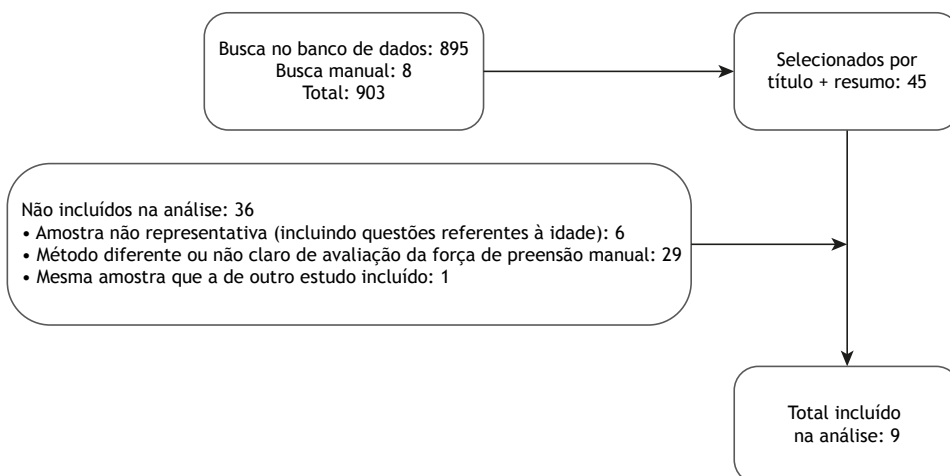 Busca no banco de dados: 895
Busca manual: 8
Total: 903
Selecionados por
título + resumo: 45
Não incluídos na análise: 36
• Amostra não representativa (incluindo questões referentes à idade): 6
• Método diferente ou não claro de avaliação da força de preensão manual: 29
• Mesma amostra que a de outro estudo incluído: 1
Total incluído
na análise: 9